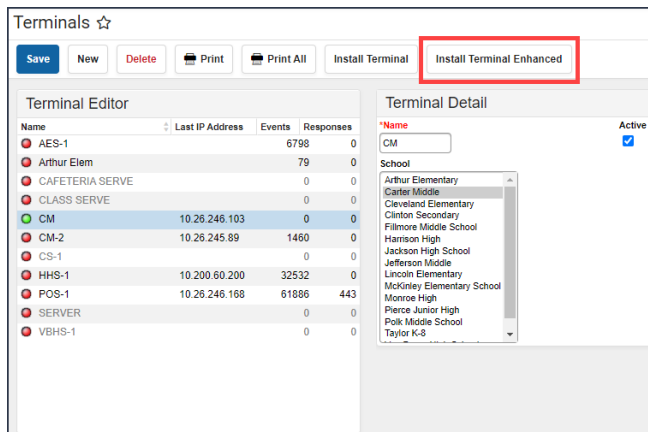 Terminals
Save New Delete Print Print All Install Terminal Install Terminal Enhanced
Terminal Editor
Name Last IP Address Events Responses
AES-1 6798 0
Arthur Elem 79 0
CAFETERIA SERVE 0 0
CLASS SERVE 0 0
CM 10.26.246.103 0 0
CM-2 10.26.245.89 1460 0
CS-1 0 0
HHS-1 10.200.60.200 32532 0
POS-1 10.26.246.168 61886 443
SERVER 0 0
VBHS-1 0 0
Terminal Detail
*Name Active
CM
School
Arthur Elementary
Carter Middle
Cleveland Elementary
Clinton Secondary
Fillmore Middle School
Harrison High
Jackson High School
Jefferson Middle
Lincoln Elementary
McKinley Elementary School
Monroe High
Pierce Junior High
Polk Middle School
Taylor K-8